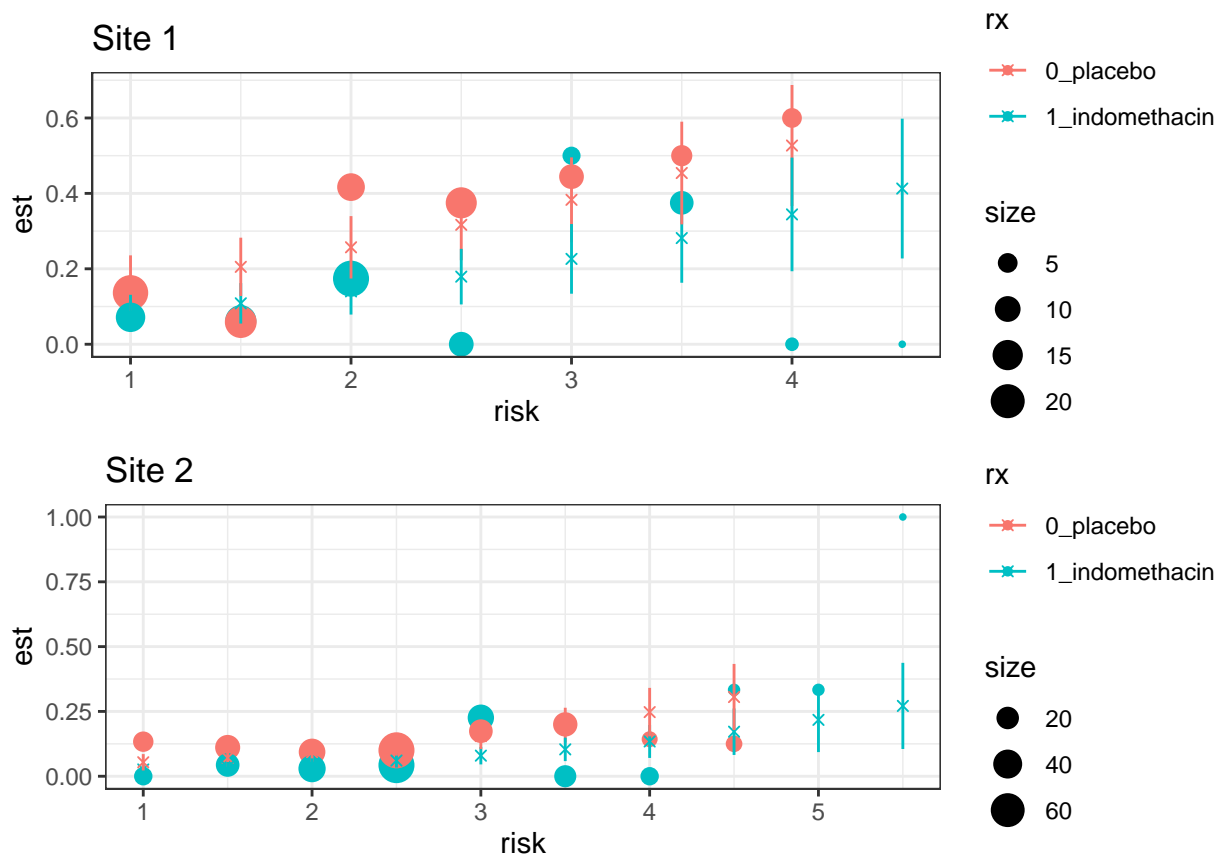 Site 1
est
0.6
0.4
0.2
0.0
1 2 3 4
risk
rx
0_placebo
1_indomethacin
size
5
10
15
20
Site 2
est
1.00
0.75
0.50
0.25
0.00
1 2 3 4 5
risk
rx
0_placebo
1_indomethacin
size
20
40
60